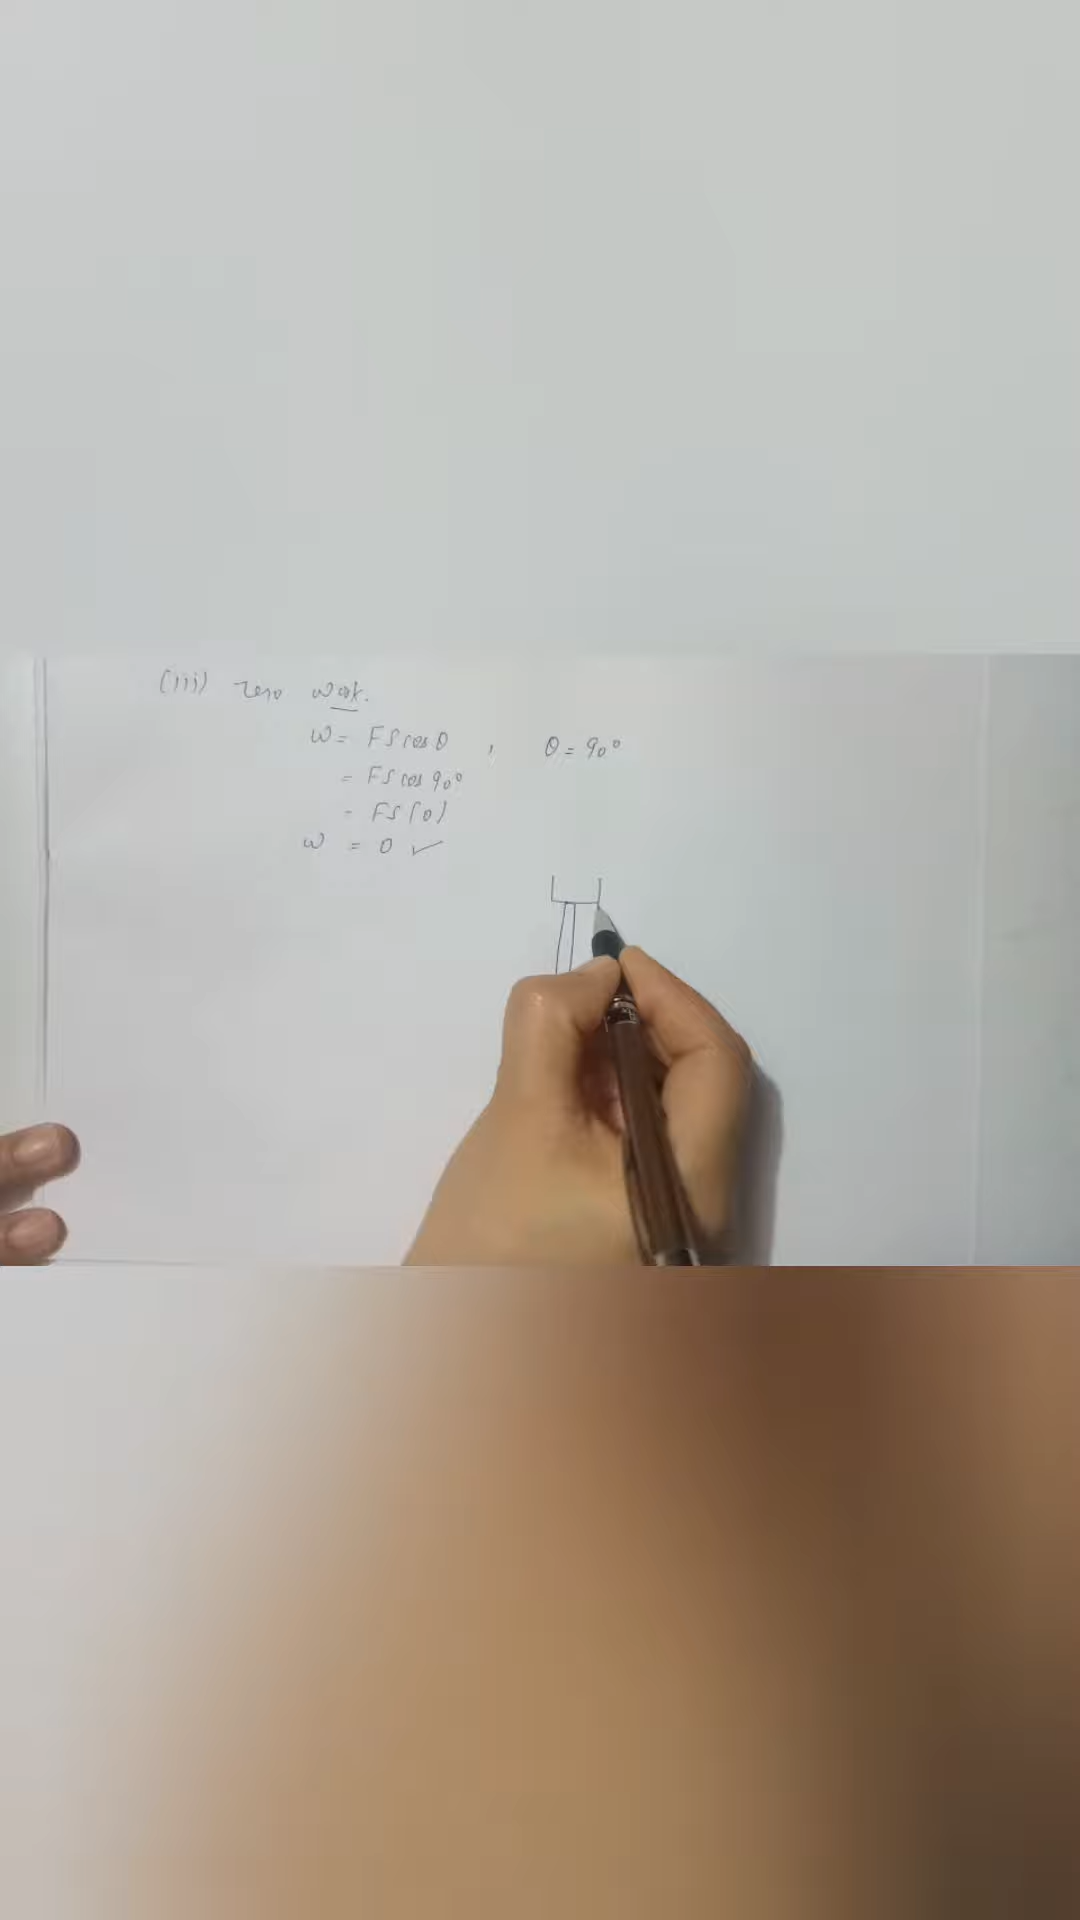 (iii) Zero work.
W = FS cos θ , θ = 90°
= FS cos 90°
= FS (0)
W = 0 ✓